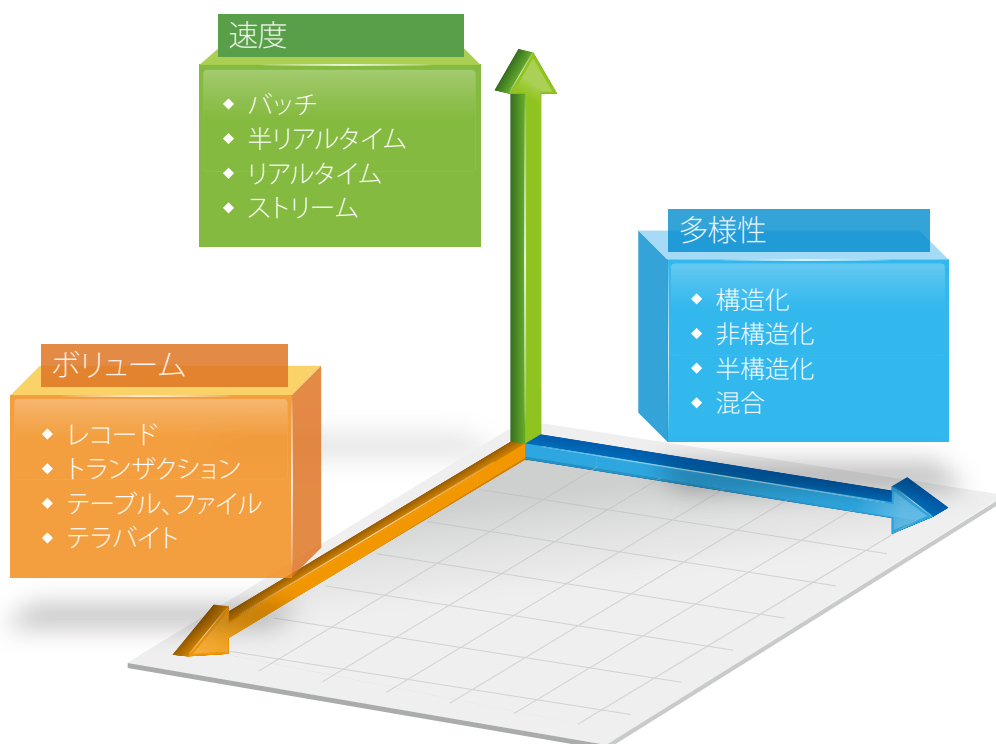 速度
バッチ
半リアルタイム
リアルタイム
ストリーム
多様性
構造化
非構造化
半構造化
混合
ボリューム
レコード
トランザクション
テーブル、ファイル
テラバイト